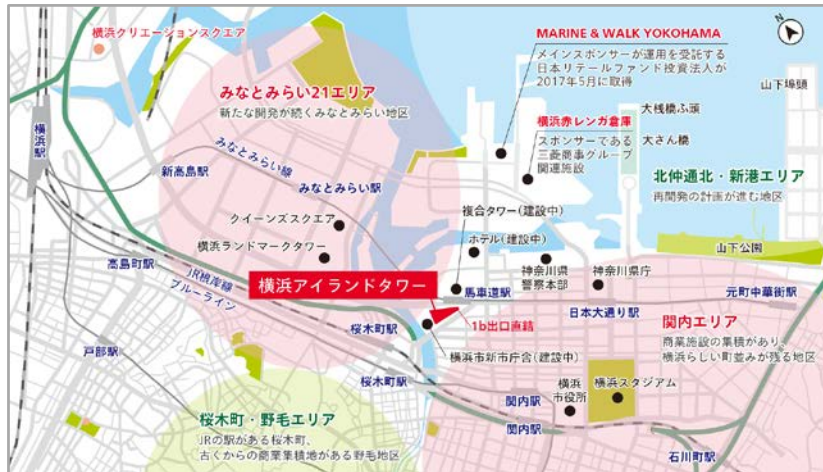 横浜クリエーションスクエア
MARINE & WALK YOKOHAMA
メインスポンサーが運用を受託する
日本リテールファンド投資法人が
2017年5月に取得
N
みなとみらい21エリア
新たな開発が続くみなとみらい地区
山下埠頭
大桟橋ふ頭
大さん橋
横浜赤レンガ倉庫
スポンサーである
三菱商事グループ
関連施設
横浜駅
新高島駅
みなとみらい線
みなとみらい駅
北仲通北・新港エリア
再開発の計画が進む地区
クイーンズスクエア
複合タワー(建設中)
横浜ランドマークタワー
ホテル(建設中)
山下公園
高島町駅
JR根岸線
ブルーライン
横浜アイランドタワー
神奈川県
警察本部
神奈川県庁
馬車道駅
元町中華街駅
日本大通り駅
1b出口直結
桜木町駅
関内エリア
商業施設の集積があり、
横浜らしい町並みが残る地区
戸部駅
横浜市新市庁舎(建設中)
桜木町駅
横浜
市役所
横浜スタジアム
関内駅
関内駅
桜木町・野毛エリア
JRの駅がある桜木町、
古くからの商業集積地がある野毛地区
石川町駅